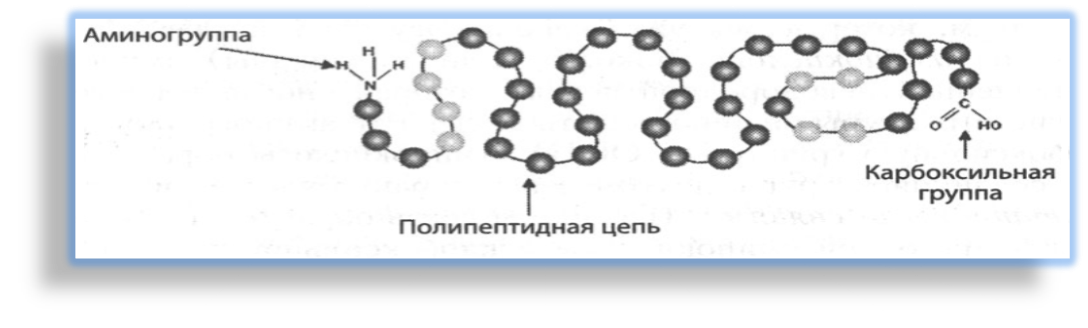 Аминогруппа
H
H H
N
C
O HO
Карбоксильная
группа
Полипептидная цепь